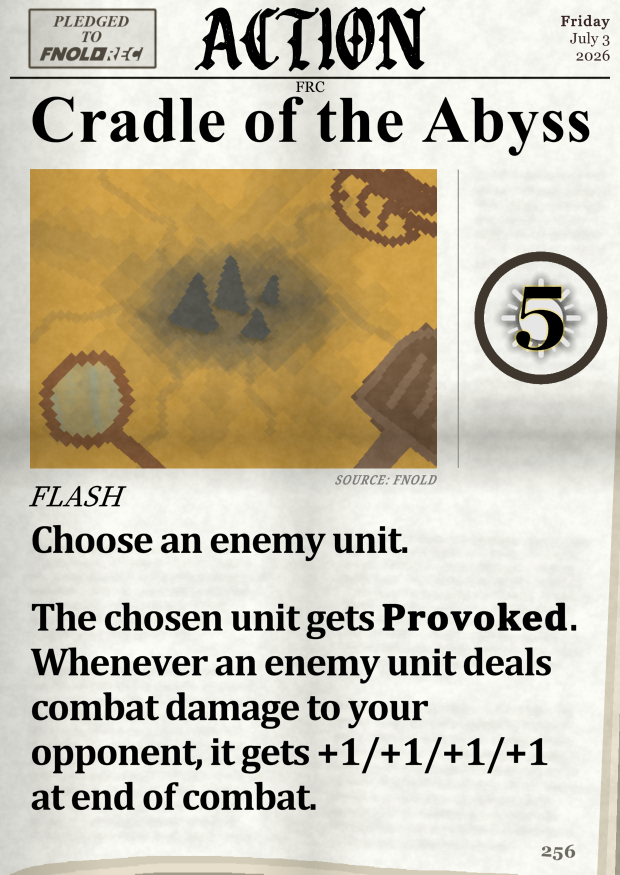 PLEDGED
TO
FNOLD REC
ACTION
Friday
July 3
2026
FRC
Cradle of the Abyss
5
SOURCE: FNOLD
FLASH
Choose an enemy unit.
The chosen unit gets Provoked.
Whenever an enemy unit deals
combat damage to your
opponent, it gets +1/+1/+1/+1
at end of combat.
256